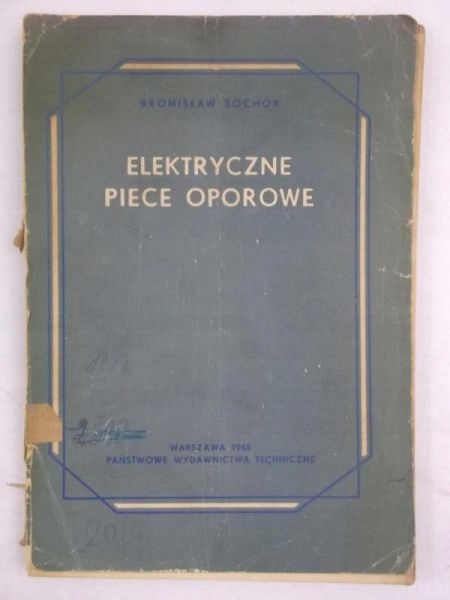 BRONISŁAW SOCHOR
ELEKTRYCZNE
PIECE OPOROWE
WARSZAWA 1955
PAŃSTWOWE WYDAWNICTWA TECHNICZNE